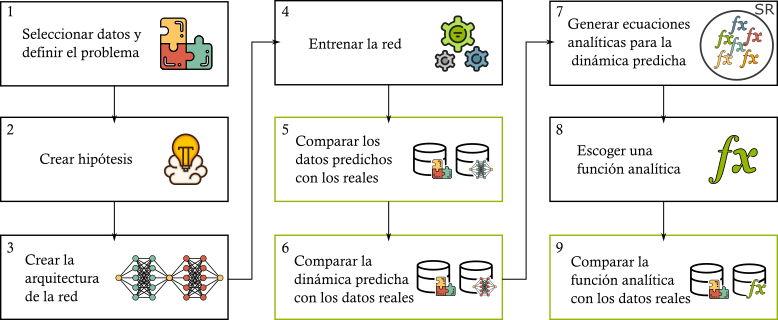 1
Seleccionar datos y
definir el problema
2
Crear hipótesis
3
Crear la
arquitectura
de la red
4
Entrenar la red
5
Comparar los
datos predichos
con los reales
6
Comparar la
dinámica predicha
con los datos reales
7
Generar ecuaciones
analíticas para la
dinámica predicha
SR
fx
fx
fx
fx
fx
fx
8
Escoger una
función analítica
fx
9
Comparar la
función analítica
con los datos reales
fx